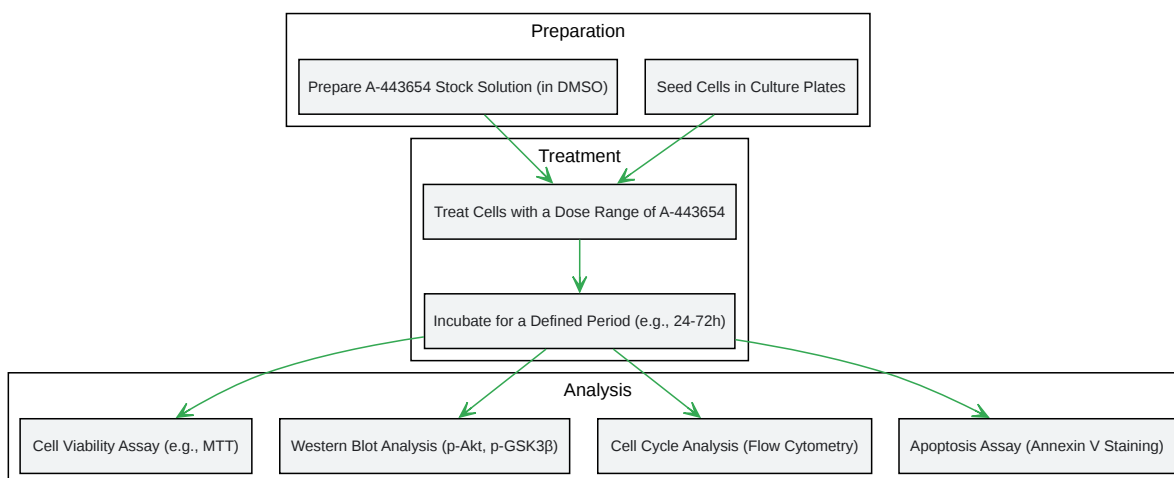 Preparation
Prepare A-443654 Stock Solution (in DMSO)
Seed Cells in Culture Plates
Treatment
Treat Cells with a Dose Range of A-443654
Incubate for a Defined Period (e.g., 24-72h)
Analysis
Cell Viability Assay (e.g., MTT)
Western Blot Analysis (p-Akt, p-GSK3β)
Cell Cycle Analysis (Flow Cytometry)
Apoptosis Assay (Annexin V Staining)